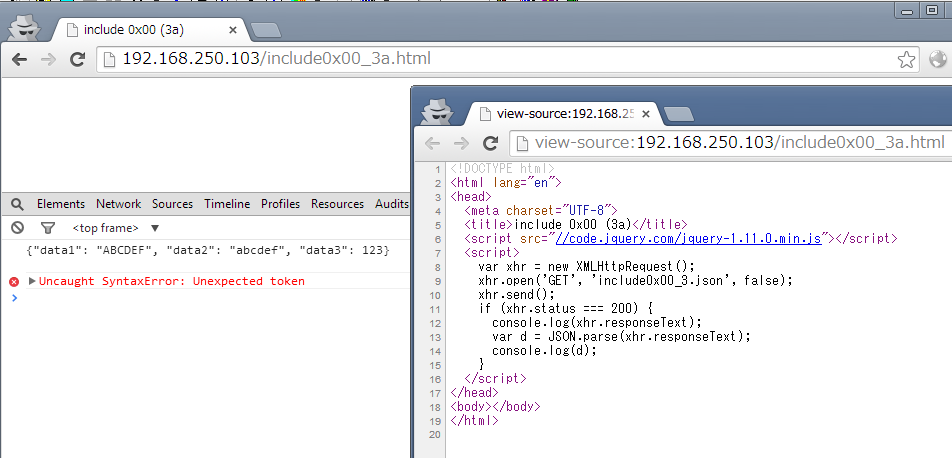 include 0x00 (3a)
192.168.250.103/include0x00_3a.html
Elements Network Sources Timeline Profiles Resources Audits
<top frame> ▼
{"data1": "ABCDEF", "data2": "abcdef", "data3": 123}
Uncaught SyntaxError: Unexpected token
view-source:192.168.25
view-source:192.168.250.103/include0x00_3a.html
1 <!DOCTYPE html>
2 <html lang="en">
3 <head>
4 <meta charset="UTF-8">
5 <title>include 0x00 (3a)</title>
6 <script src="//code.jquery.com/jquery-1.11.0.min.js"></script>
7 <script>
8 var xhr = new XMLHttpRequest();
9 xhr.open('GET', 'include0x00_3.json', false);
10 xhr.send();
11 if (xhr.status === 200) {
12 console.log(xhr.responseText);
13 var d = JSON.parse(xhr.responseText);
14 console.log(d);
15 }
16 </script>
17 </head>
18 <body></body>
19 </html>
20